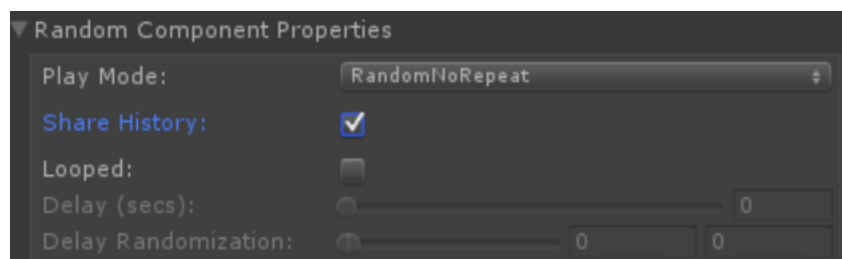 Random Component Properties
Play Mode: RandomNoRepeat
Share History:
Looped:
Delay (secs): 0
Delay Randomization: 0 0